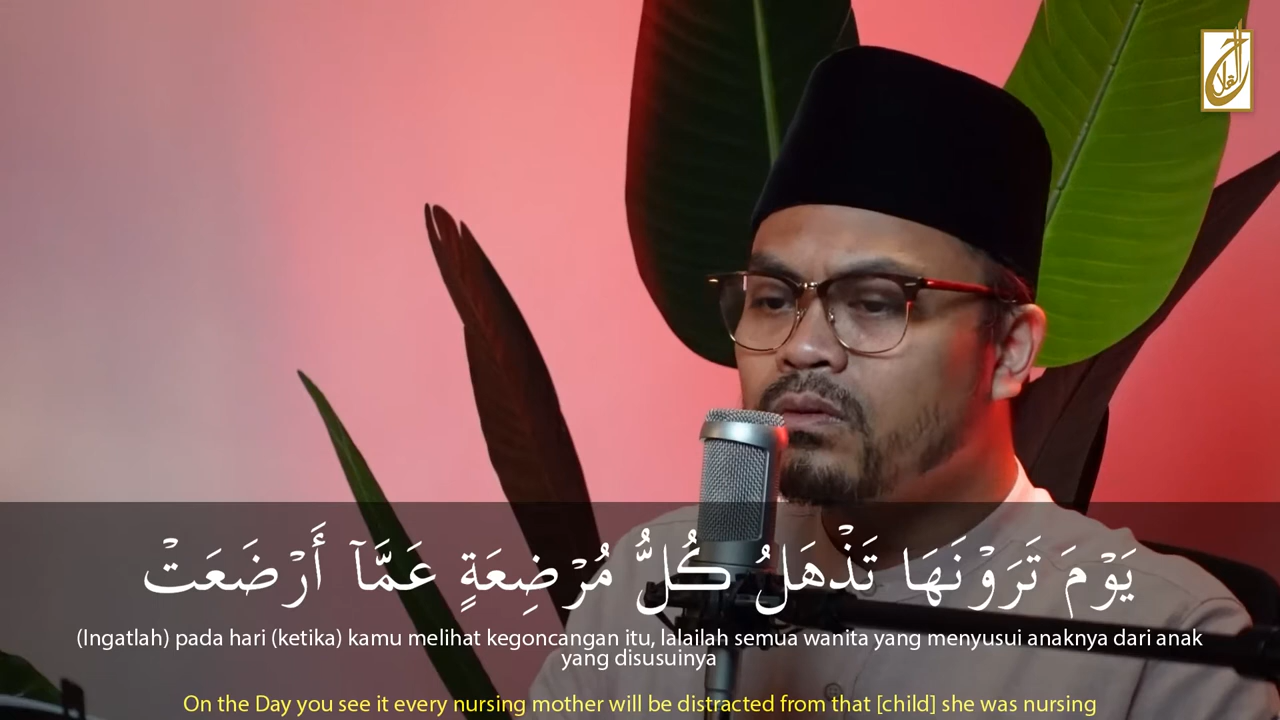 يَوْمَ تَرَوْنَهَا تَذْهَلُ كُلُّ مُرْضِعَةٍ عَمَّآ أَرْضَعَتْ
(Ingatlah) pada hari (ketika) kamu melihat kegoncangan itu, lalailah semua wanita yang menyusui anaknya dari anak
yang disusuinya
On the Day you see it every nursing mother will be distracted from that [child] she was nursing